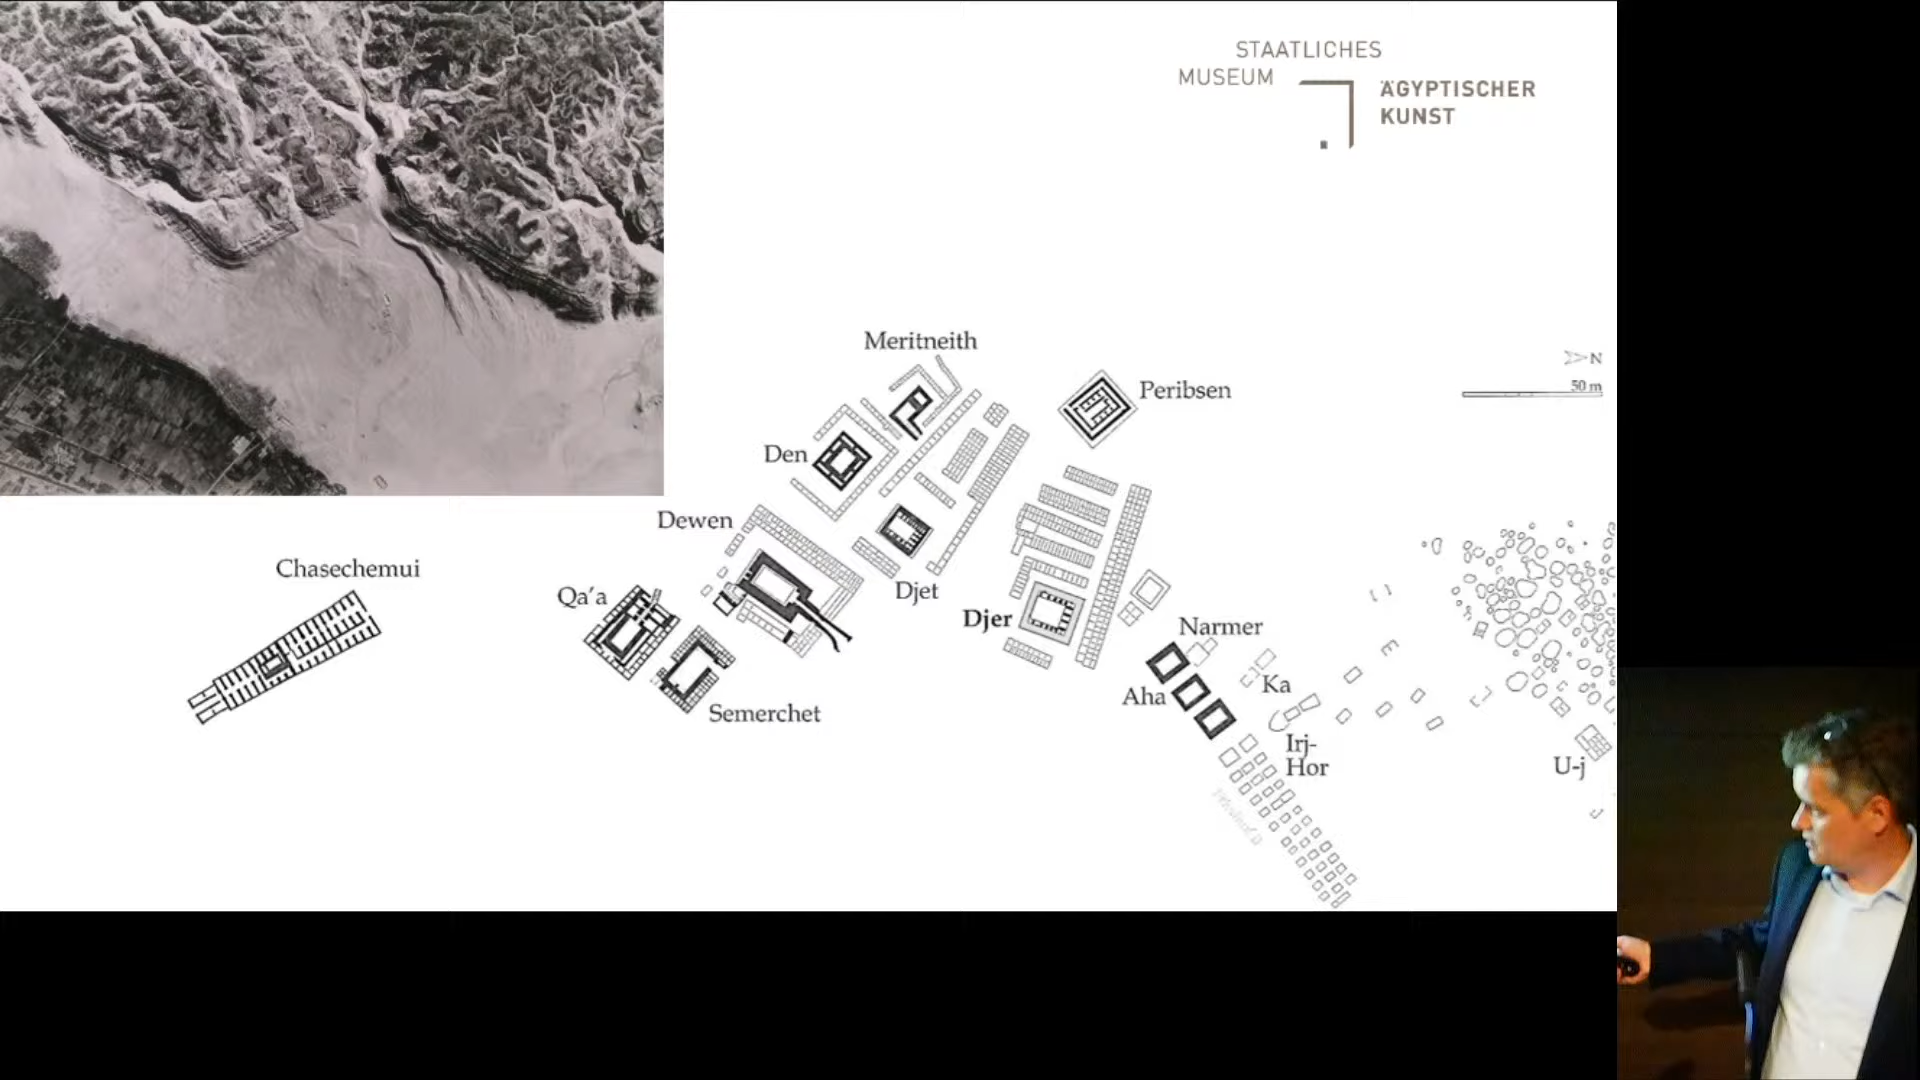 STAATLICHES
MUSEUM
ÄGYPTISCHER
KUNST
Meritneith
N
50 m
Peribsen
Den
Dewen
Chasechemui
Qa'a
Djet
Djer
Narmer
Ka
Aha
Semerchet
Irj-
Hor
U-j